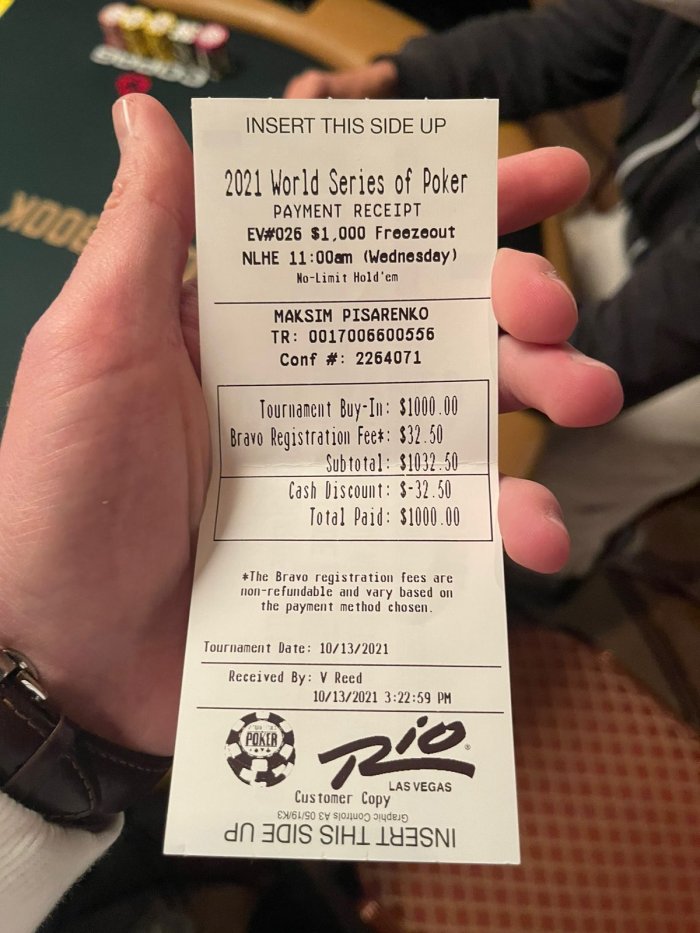 INSERT THIS SIDE UP
2021 World Series of Poker
PAYMENT RECEIPT
EV#026 $1,000 Freezeout
NLHE 11:00am (Wednesday)
No-Limit Hold'em
MAKSIM PISARENKO
TR: 0017006600556
Conf #: 2264071
Tournament Buy-In: $1000.00
Bravo Registration Fee*: $32.50
Subtotal: $1032.50
Cash Discount: $-32.50
Total Paid: $1000.00
*The Bravo registration fees are
non-refundable and vary based on
the payment method chosen.
Tournament Date: 10/13/2021
Received By: V Reed
10/13/2021 3:22:59 PM
POKER
Rio®
LAS VEGAS
Customer Copy
Graphic Controls A3 05/19/K3
INSERT THIS SIDE UP